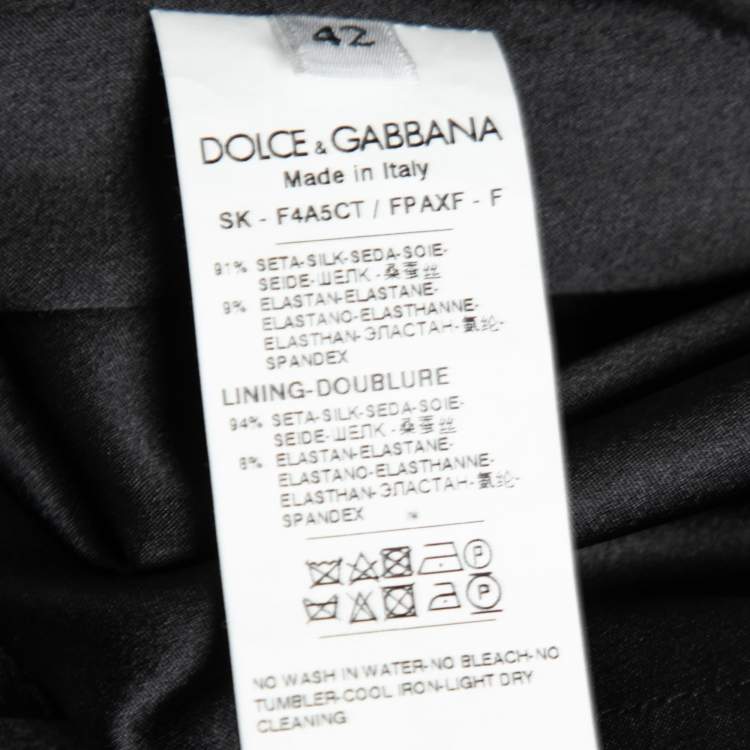 42
DOLCE & GABBANA
Made in Italy
SK - F4A5CT / FPAXF - F
91% SETA-SILK-SEDA-SOIE-
SEIDE-ШЕЛК-桑蚕丝
9% ELASTAN-ELASTANE-
ELASTANO-ELASTHANNE-
ELASTHAN-ЭЛАСТАН-氨纶-
SPANDEX
LINING-DOUBLURE
94% SETA-SILK-SEDA-SOIE-
SEIDE-ШЕЛК-桑蚕丝
6% ELASTAN-ELASTANE-
ELASTANO-ELASTHANNE-
ELASTHAN-ЭЛАСТАН-氨纶-
SPANDEX
P
P
NO WASH IN WATER-NO BLEACH-NO
TUMBLER-COOL IRON-LIGHT DRY
CLEANING